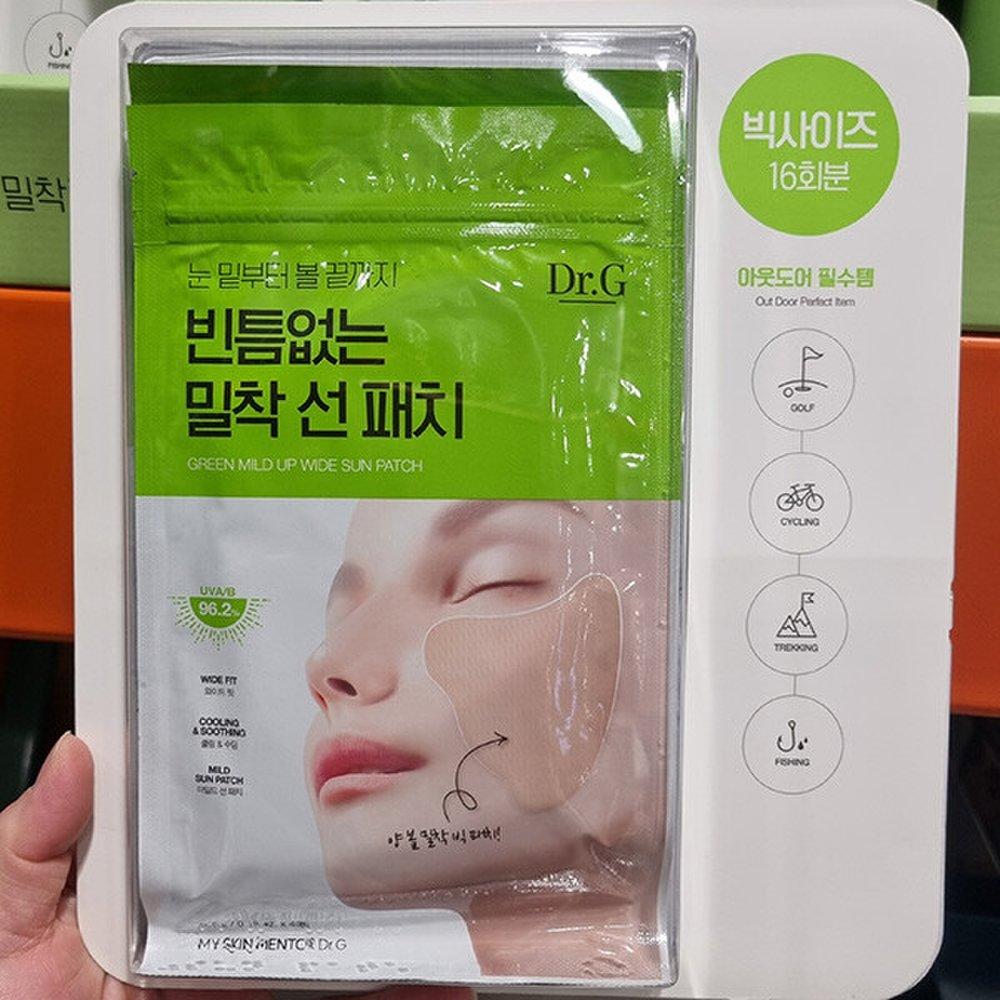 FISHING
밀착
눈 밑부터 볼 끝까지
Dr.G
빈틈없는
밀착 선 패치
GREEN MILD UP WIDE SUN PATCH
UVA/B
96.2%
WIDE FIT
와이드 핏
COOLING
& SOOTHING
쿨링 & 수딩
MILD
SUN PATCH
마일드 선 패치
양 볼 밀착 빅 패치!
MY SKIN MENTOR Dr.G
빅사이즈
16회분
아웃도어 필수템
Out Door Perfect Item
GOLF
CYCLING
TREKKING
FISHING